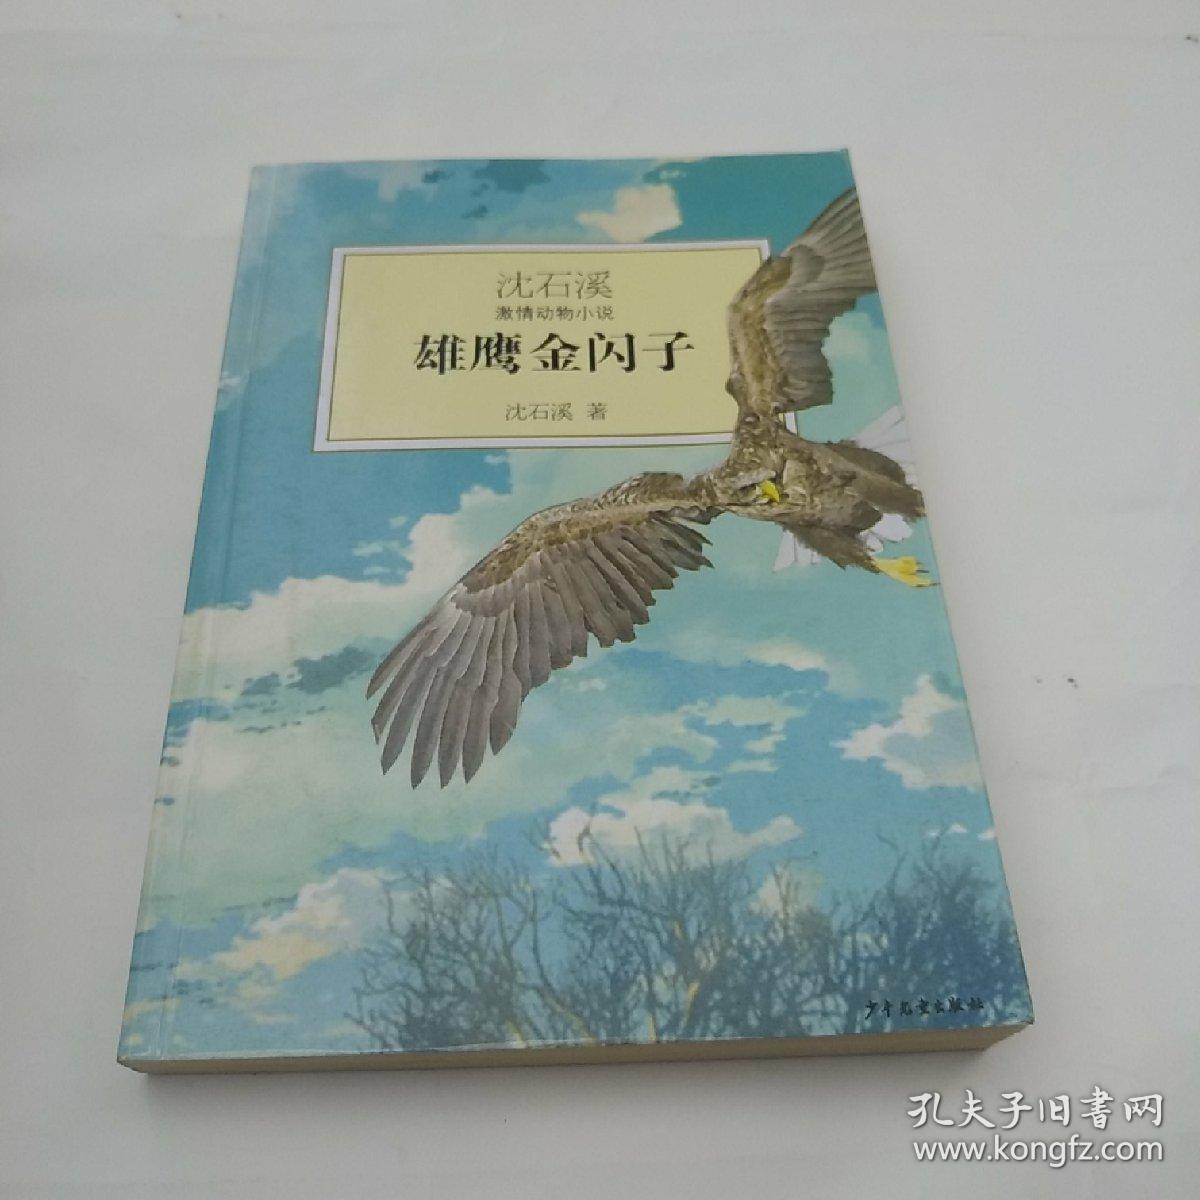 沈石溪
激情动物小说
雄鹰金闪子
沈石溪 著
少年儿童出版社
孔夫子旧书网
www.kongfz.com